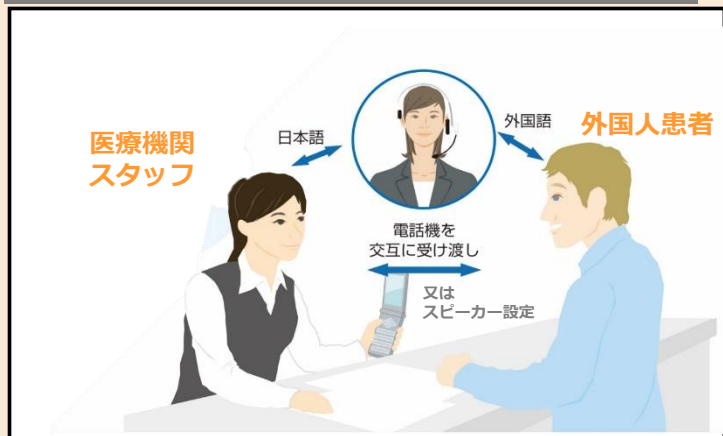 医療機関
スタッフ
日本語
外国語
外国人患者
電話機を
交互に受け渡し
又は
スピーカー設定